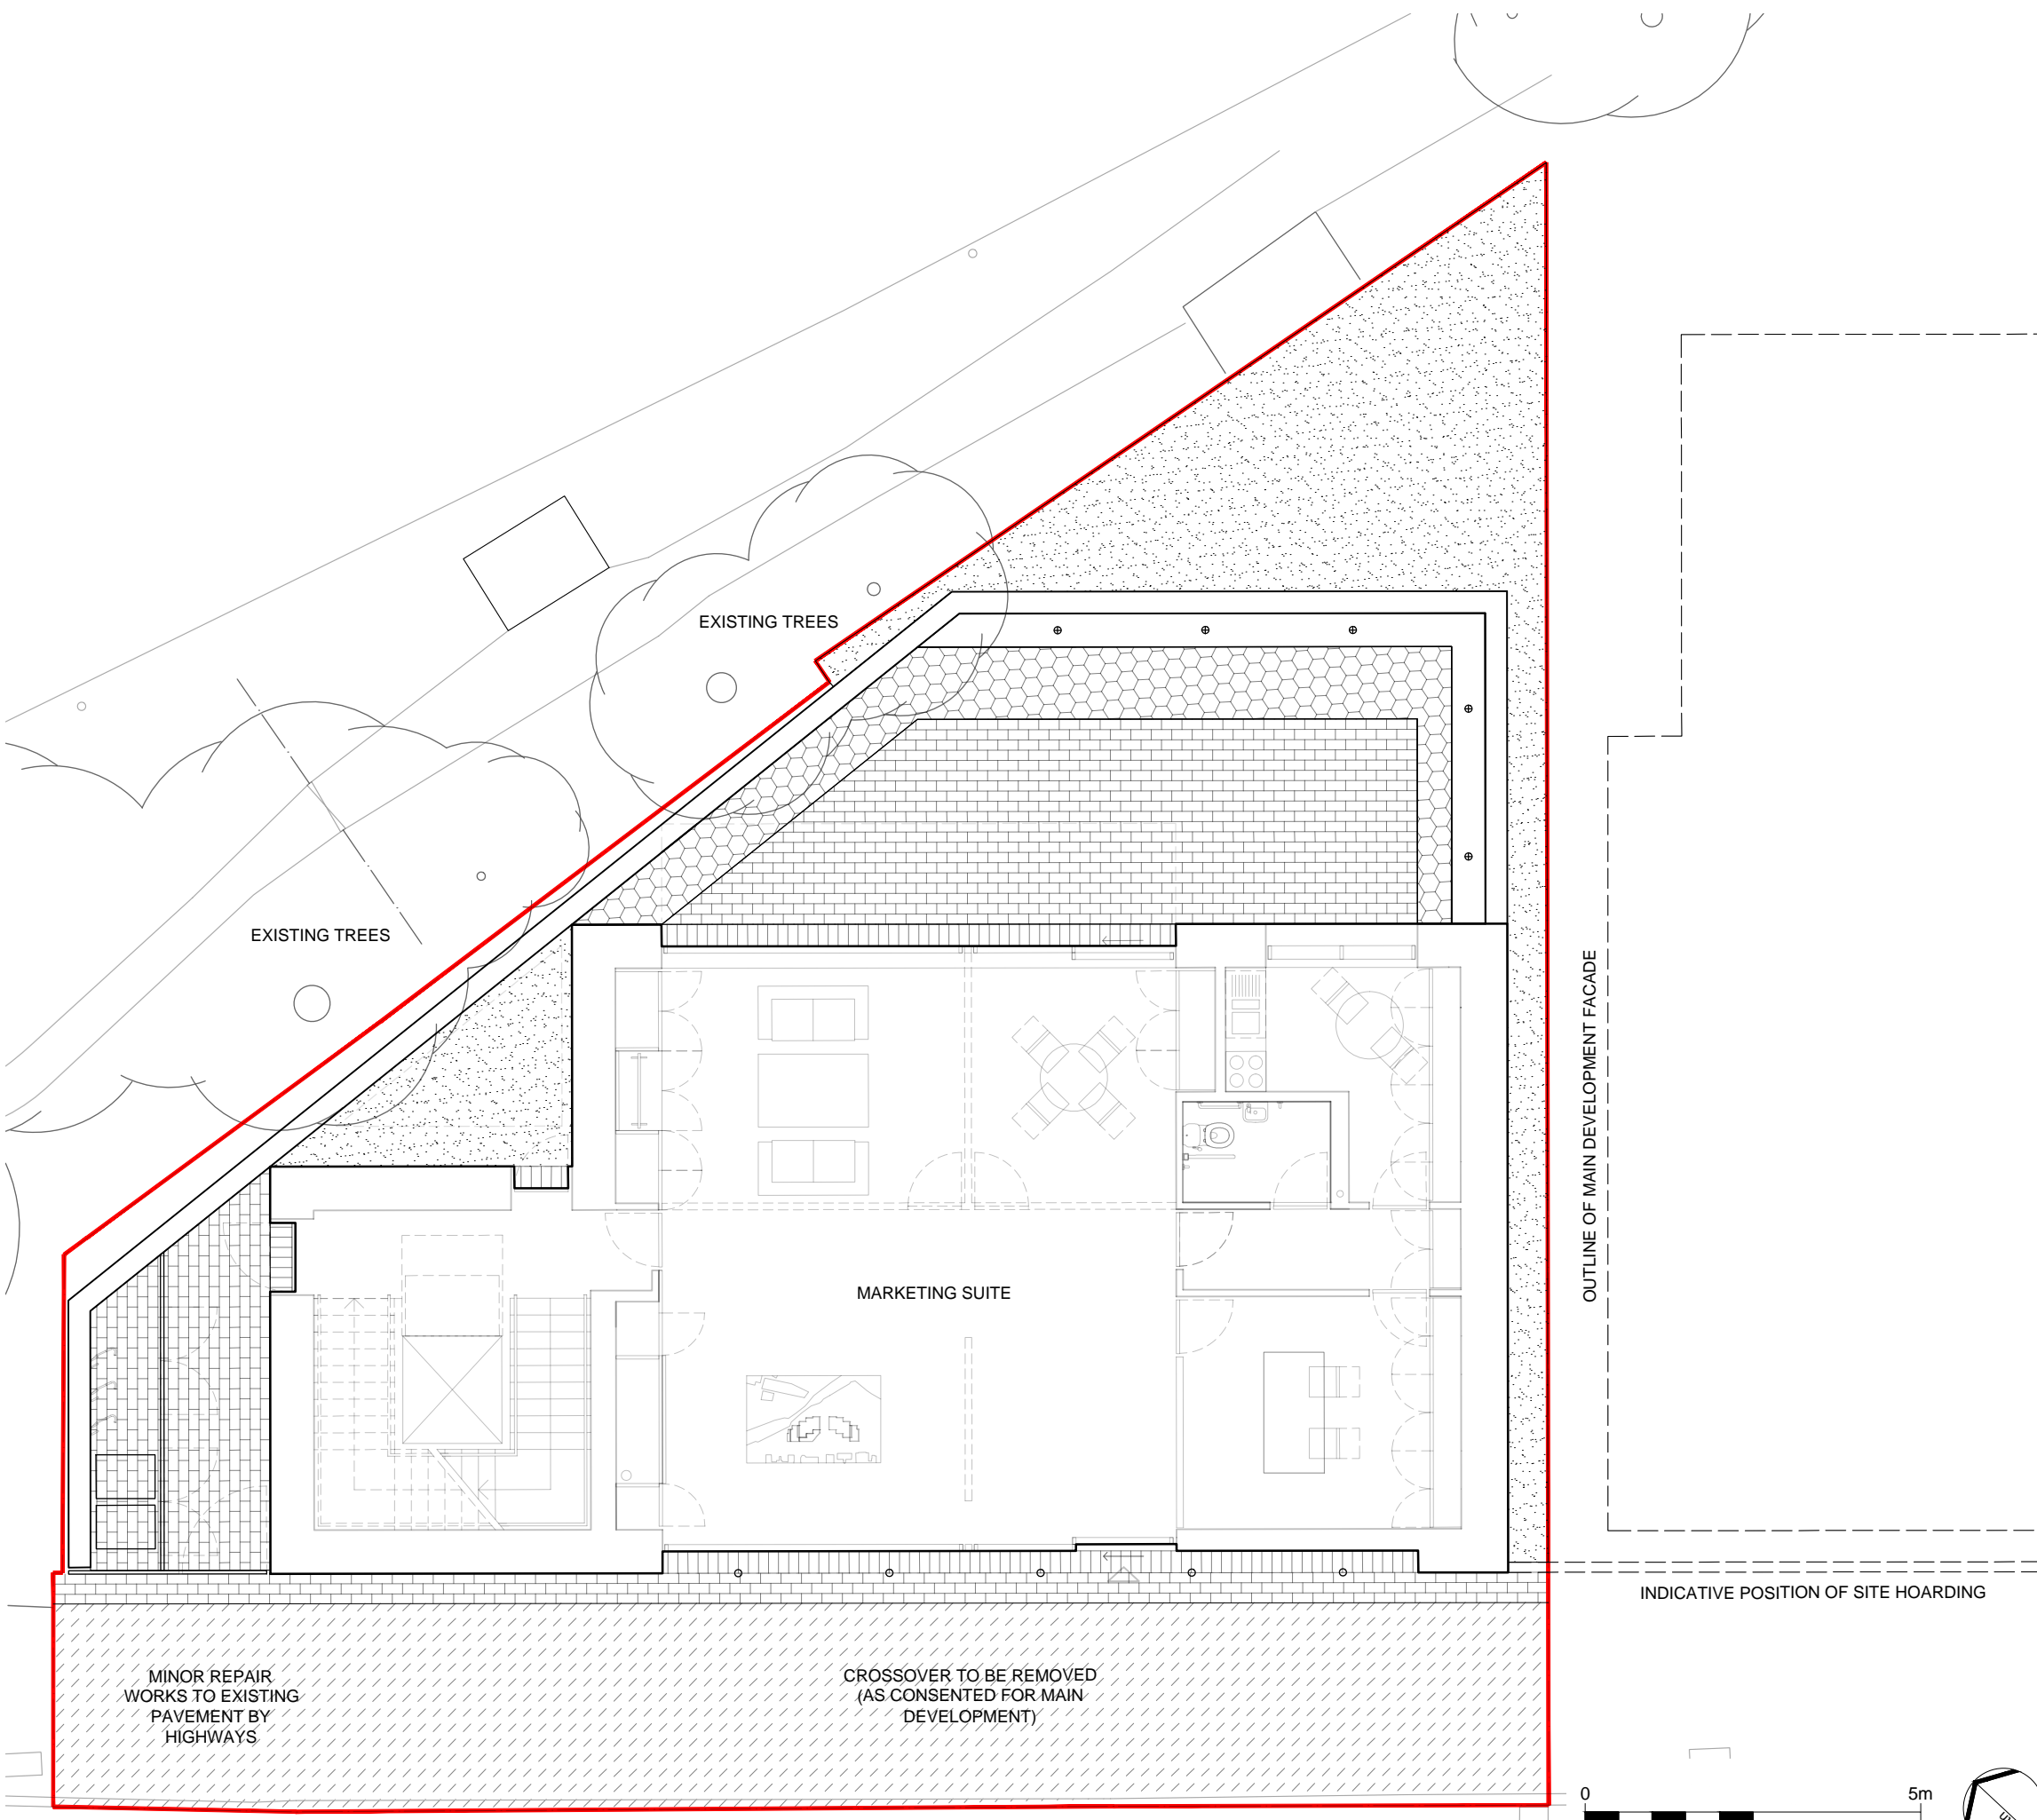 EXISTING TREES
EXISTING TREES
OUTLINE OF MAIN DEVELOPMENT FACADE
MARKETING SUITE
INDICATIVE POSITION OF SITE HOARDING
MINOR REPAIR
WORKS TO EXISTING
PAVEMENT BY
HIGHWAYS
CROSSOVER TO BE REMOVED
(AS CONSENTED FOR MAIN
DEVELOPMENT)
0
5m